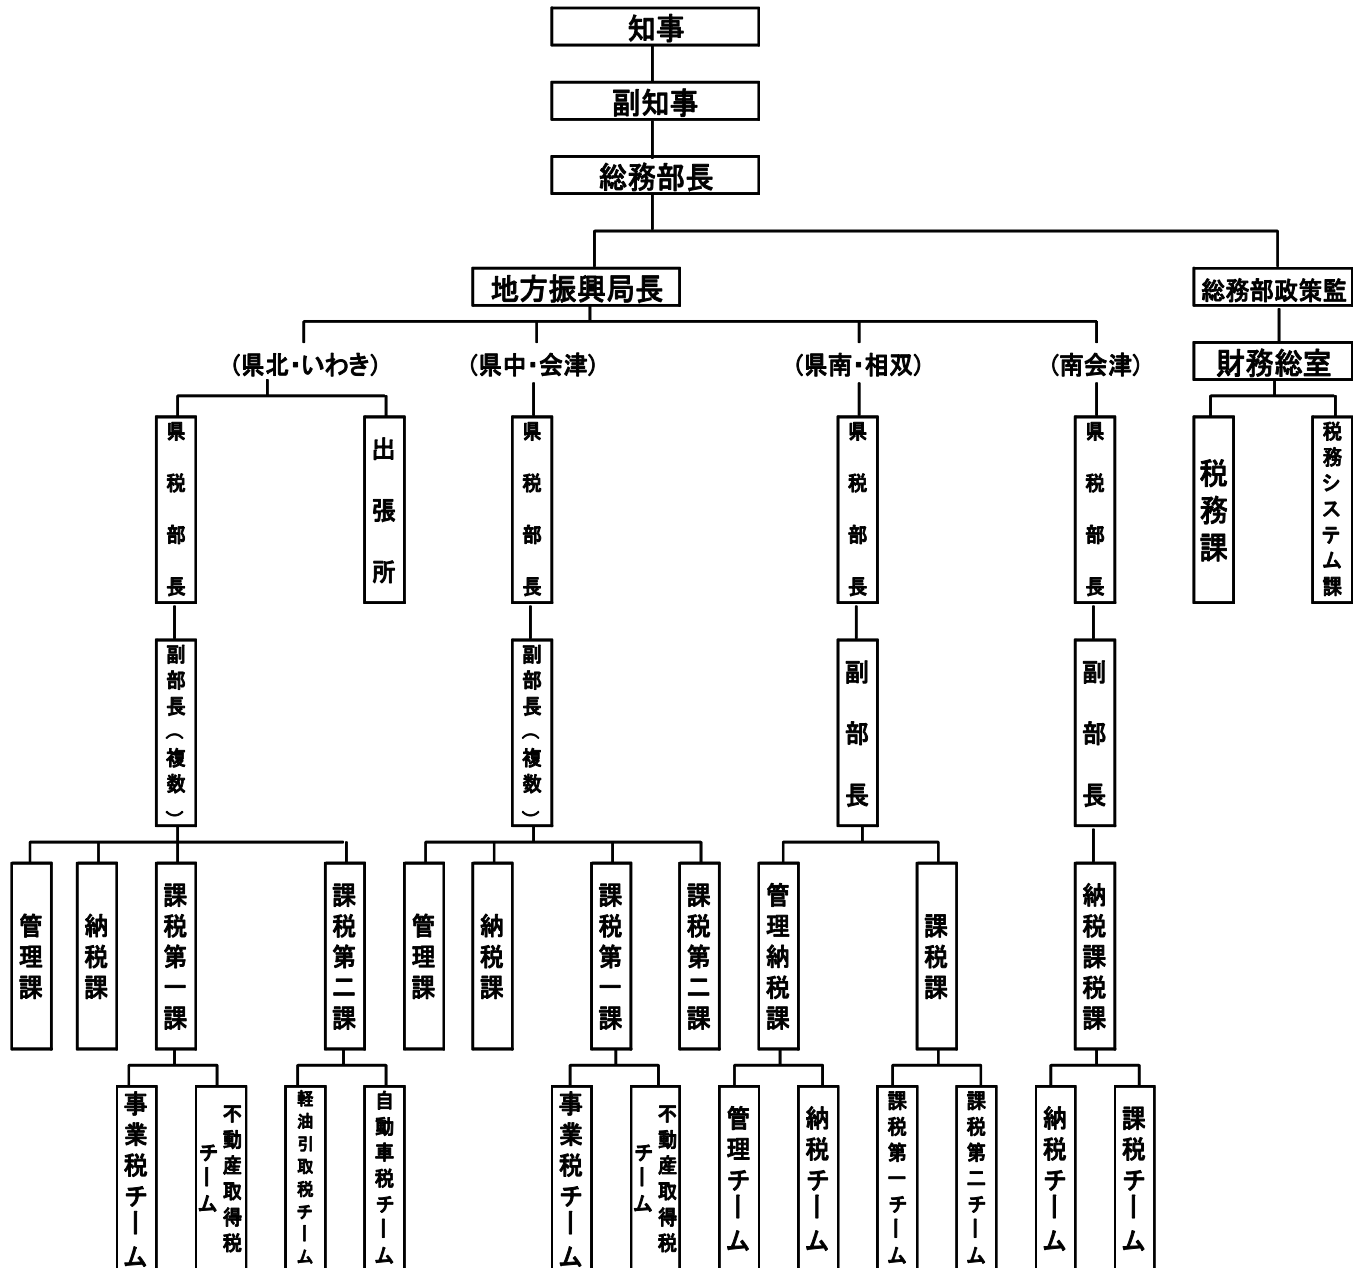 知事
副知事
総務部長
地方振興局長
総務部政策監
(県北・いわき)
(県中・会津)
(県南・相双)
(南会津)
財務総室
県税部長
出張所
県税部長
県税部長
県税部長
税務課
税務システム課
副部長(複数)
副部長(複数)
副部長
副部長
管理課
納税課
課税第一課
課税第二課
管理課
納税課
課税第一課
課税第二課
管理納税課
課税課
納税課税課
事業税チーム
不動産取得税
チーム
軽油引取税チーム
自動車税チーム
事業税チーム
不動産取得税
チーム
管理チーム
納税チーム
課税第一チーム
課税第二チーム
納税チーム
課税チーム